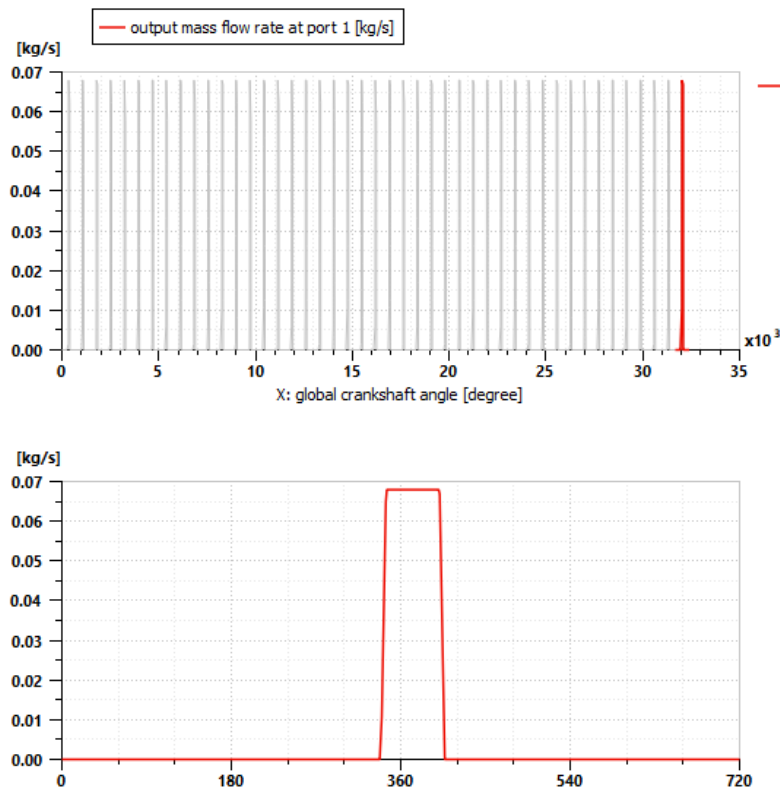 output mass flow rate at port 1 [kg/s]
[kg/s]
0.07
0.06
0.05
0.04
0.03
0.02
0.01
0.00
x10³
0 5 10 15 20 25 30 35
X: global crankshaft angle [degree]
[kg/s]
0.07
0.06
0.05
0.04
0.03
0.02
0.01
0.00
0 180 360 540 720